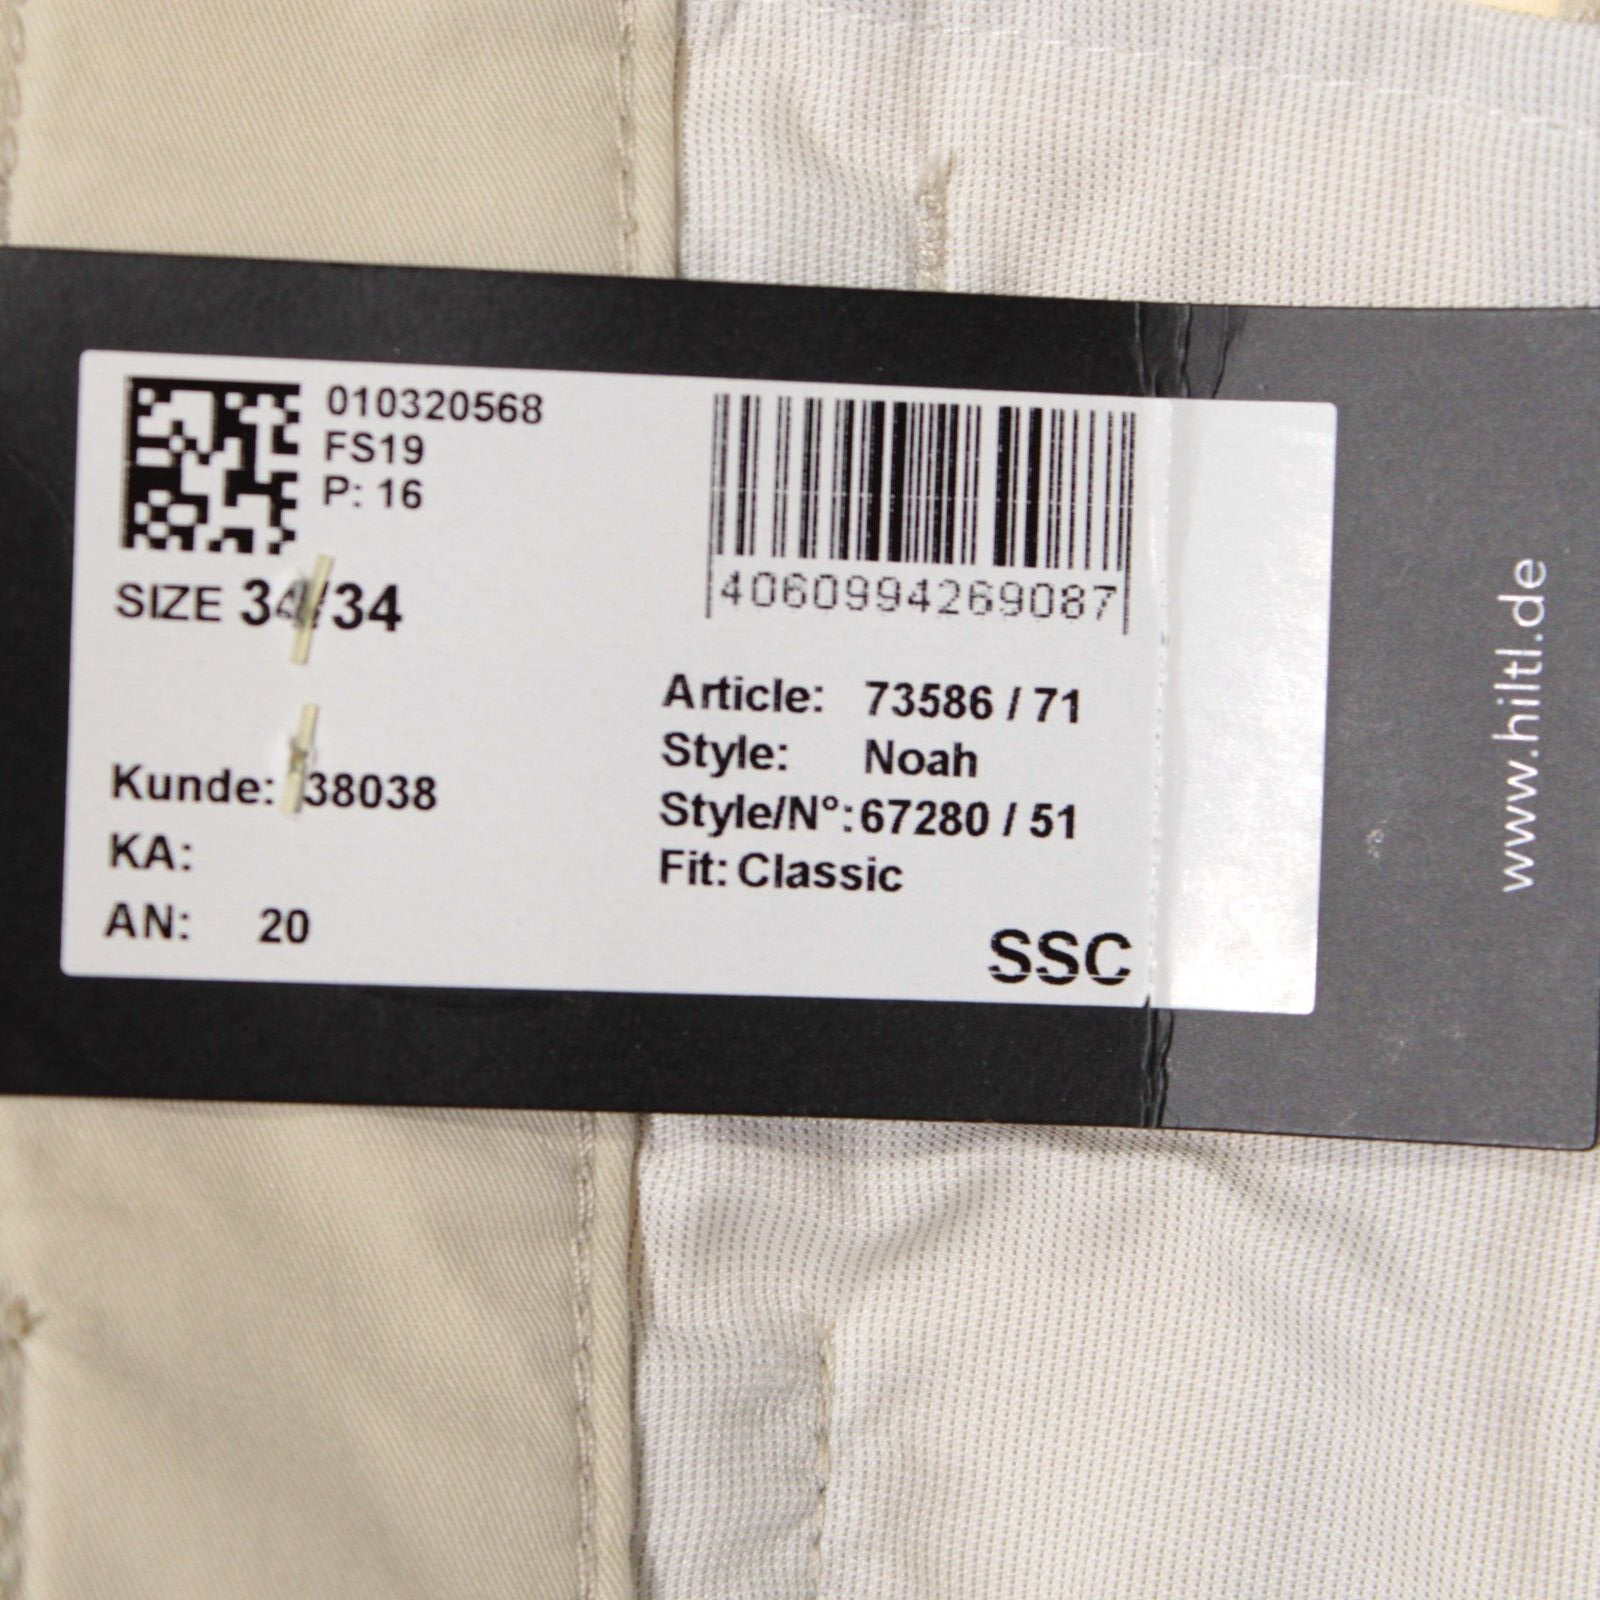 010320568
FS19
P: 16
SIZE 34/34
4060994269087
Article: 73586 / 71
Style: Noah
Style/N°: 67280 / 51
Fit: Classic
Kunde: 38038
KA:
AN: 20
SSC
www.hiltl.de